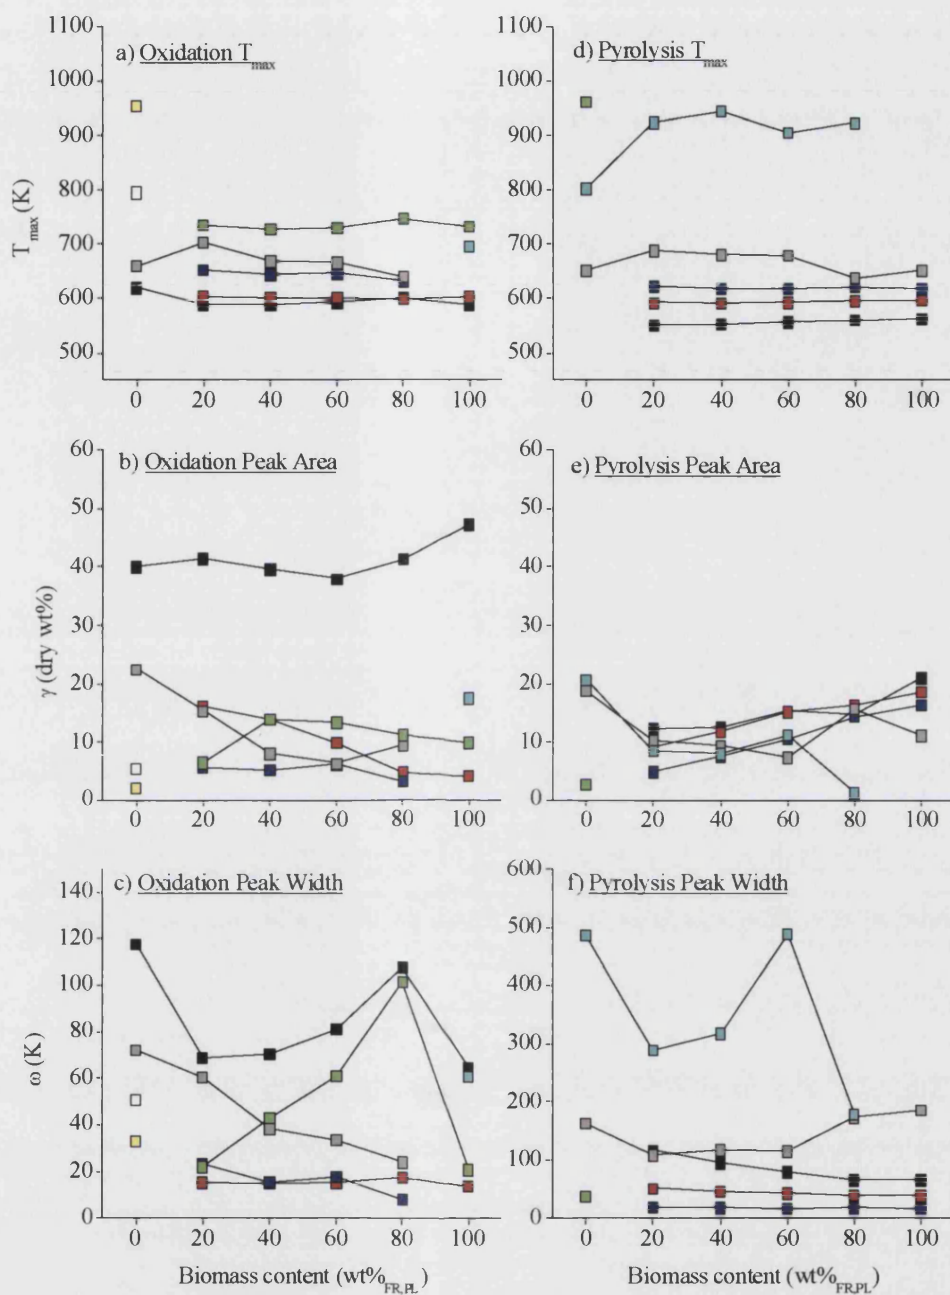 a) Oxidation Tmax
T max (K)
1100
1000
900
800
700
600
500
0 20 40 60 80 100
d) Pyrolysis Tmax
1100
1000
900
800
700
600
500
0 20 40 60 80 100
b) Oxidation Peak Area
γ (dry wt%)
60
50
40
30
20
10
0
0 20 40 60 80 100
e) Pyrolysis Peak Area
60
50
40
30
20
10
0
0 20 40 60 80 100
c) Oxidation Peak Width
ω (K)
140
120
100
80
60
40
20
0
0 20 40 60 80 100
Biomass content (wt%FR,PL)
f) Pyrolysis Peak Width
600
500
400
300
200
100
0
0 20 40 60 80 100
Biomass content (wt%FR,PL)